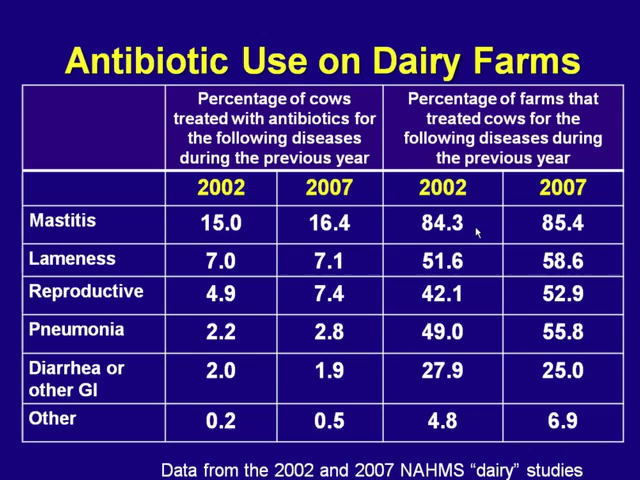 Antibiotic Use on Dairy Farms
Percentage of cows
treated with antibiotics for
the following diseases
during the previous year
Percentage of farms that
treated cows for the
following diseases during
the previous year
2002 2007 2002 2007
Mastitis 15.0 16.4 84.3 85.4
Lameness 7.0 7.1 51.6 58.6
Reproductive 4.9 7.4 42.1 52.9
Pneumonia 2.2 2.8 49.0 55.8
Diarrhea or
other GI 2.0 1.9 27.9 25.0
Other 0.2 0.5 4.8 6.9
Data from the 2002 and 2007 NAHMS “dairy” studies